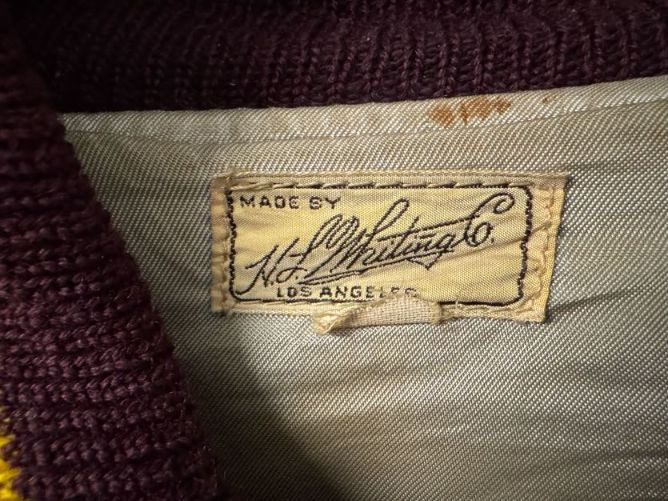 MADE BY
H.L. Whiting Co.
LOS ANGELES